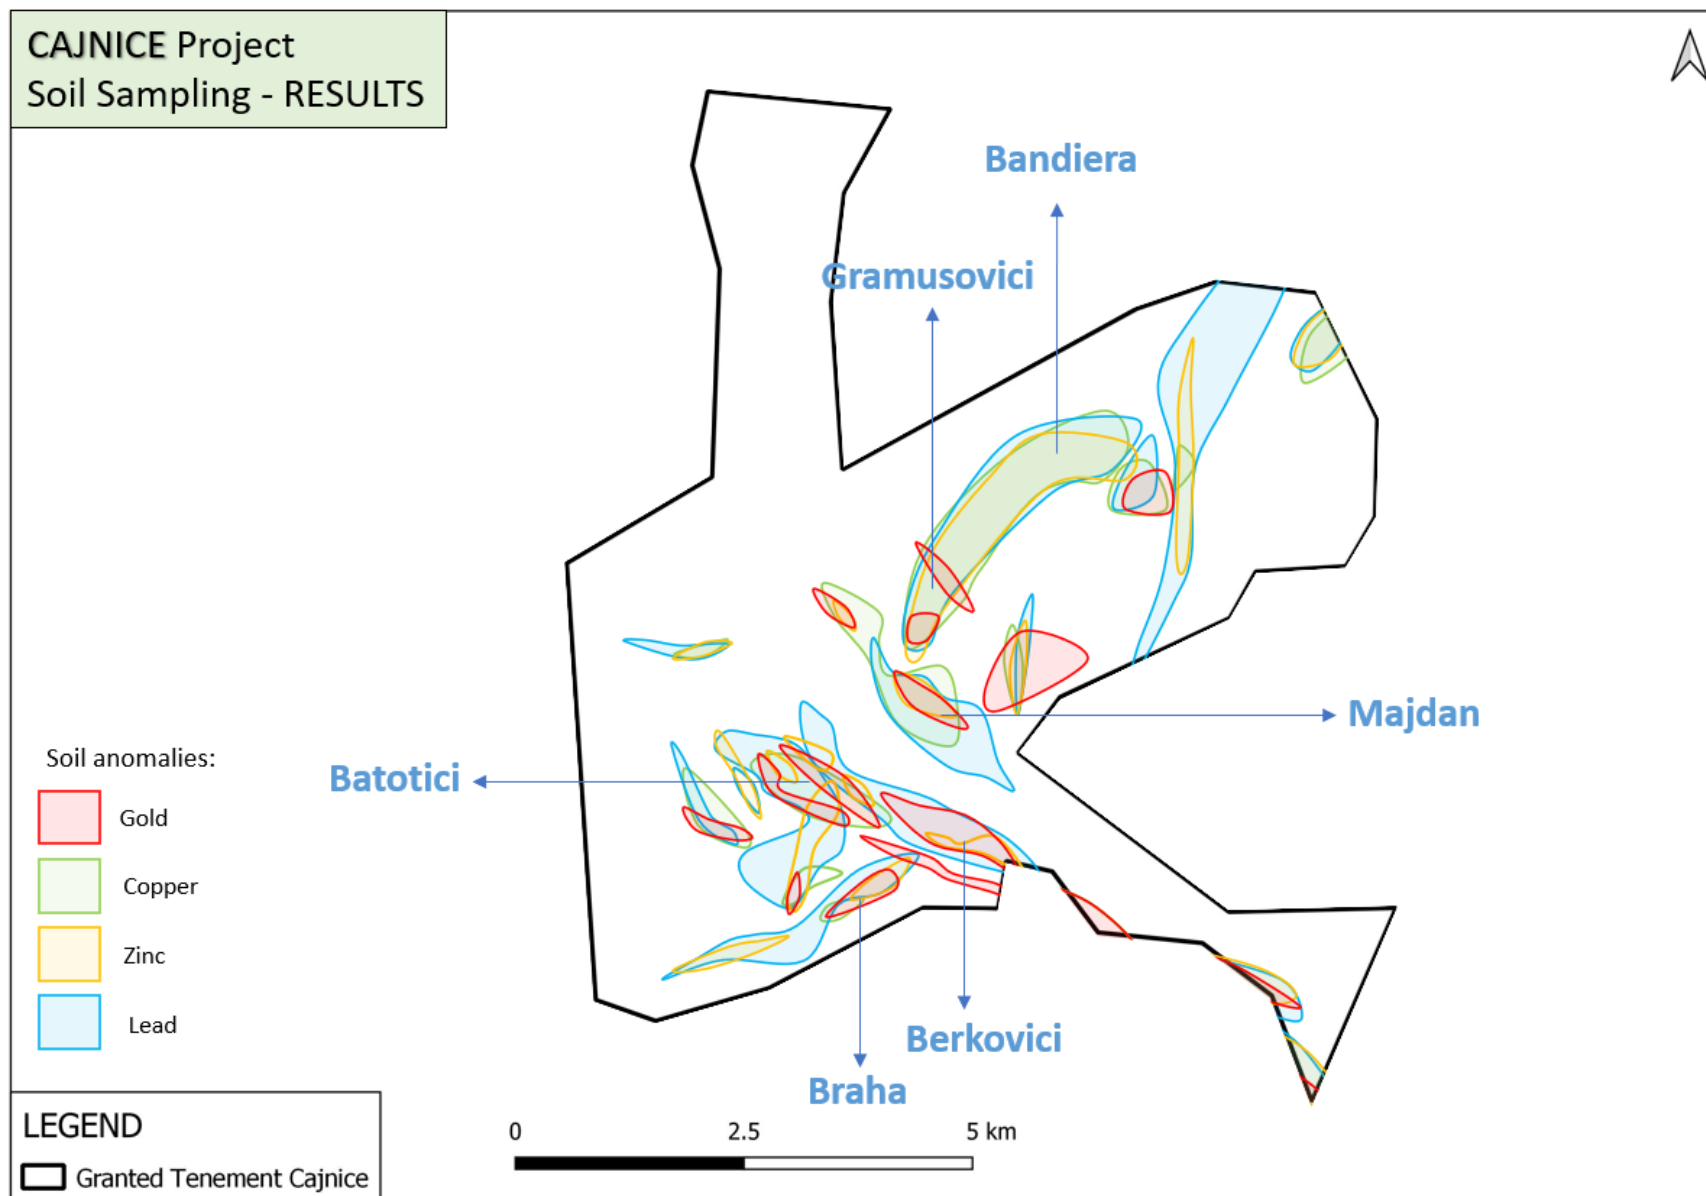 CAJNICE Project
Soil Sampling - RESULTS
Bandiera
Gramusovici
Majdan
Batotici
Soil anomalies:
Gold
Copper
Zinc
Lead
Berkovici
Braha
LEGEND
Granted Tenement Cajnice
0 2.5 5 km